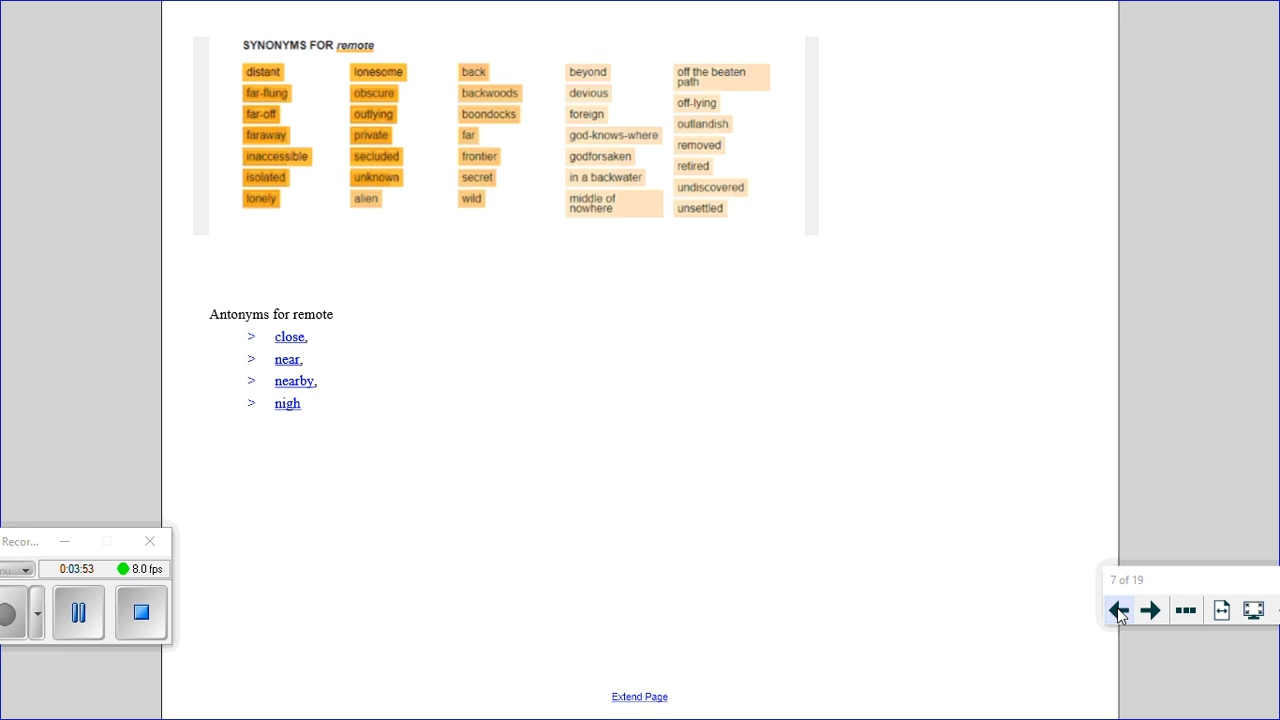 SYNONYMS FOR remote
distant
far-flung
far-off
faraway
inaccessible
isolated
lonely
lonesome
obscure
outlying
private
secluded
unknown
alien
back
backwoods
boondocks
far
frontier
secret
wild
beyond
devious
foreign
god-knows-where
godforsaken
in a backwater
middle of
nowhere
off the beaten
path
off-lying
outlandish
removed
retired
undiscovered
unsettled
Antonyms for remote
> close,
> near,
> nearby,
> nigh
Recor...
0:03:53 8.0 fps
7 of 19
Extend Page